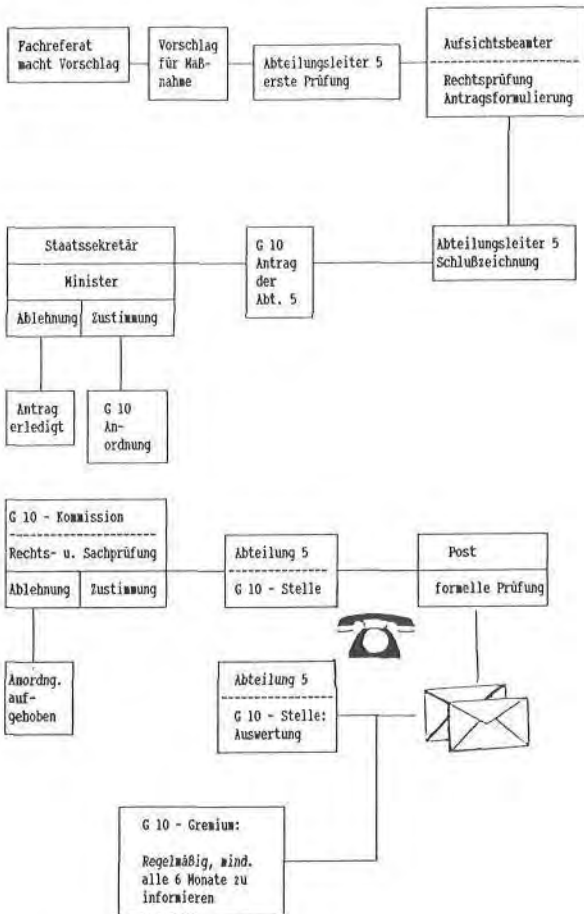 Fachreferat
macht Vorschlag
Vorschlag
für Maß-
nahme
Abteilungsleiter 5
erste Prüfung
Aufsichtsbeamter
Rechtsprüfung
Antragsformulierung
Staatssekretär
Minister
Ablehnung
Zustimmung
G 10
Antrag
der
Abt. 5
Abteilungsleiter 5
Schlußzeichnung
Antrag
erledigt
G 10
An-
ordnung
G 10 - Kommission
Rechts- u. Sachprüfung
Ablehnung
Zustimmung
Abteilung 5
G 10 - Stelle
Post
formelle Prüfung
Anordng.
auf-
gehoben
Abteilung 5
G 10 - Stelle:
Auswertung
G 10 - Gremium:
Regelmäßig, mind.
alle 6 Monate zu
informieren